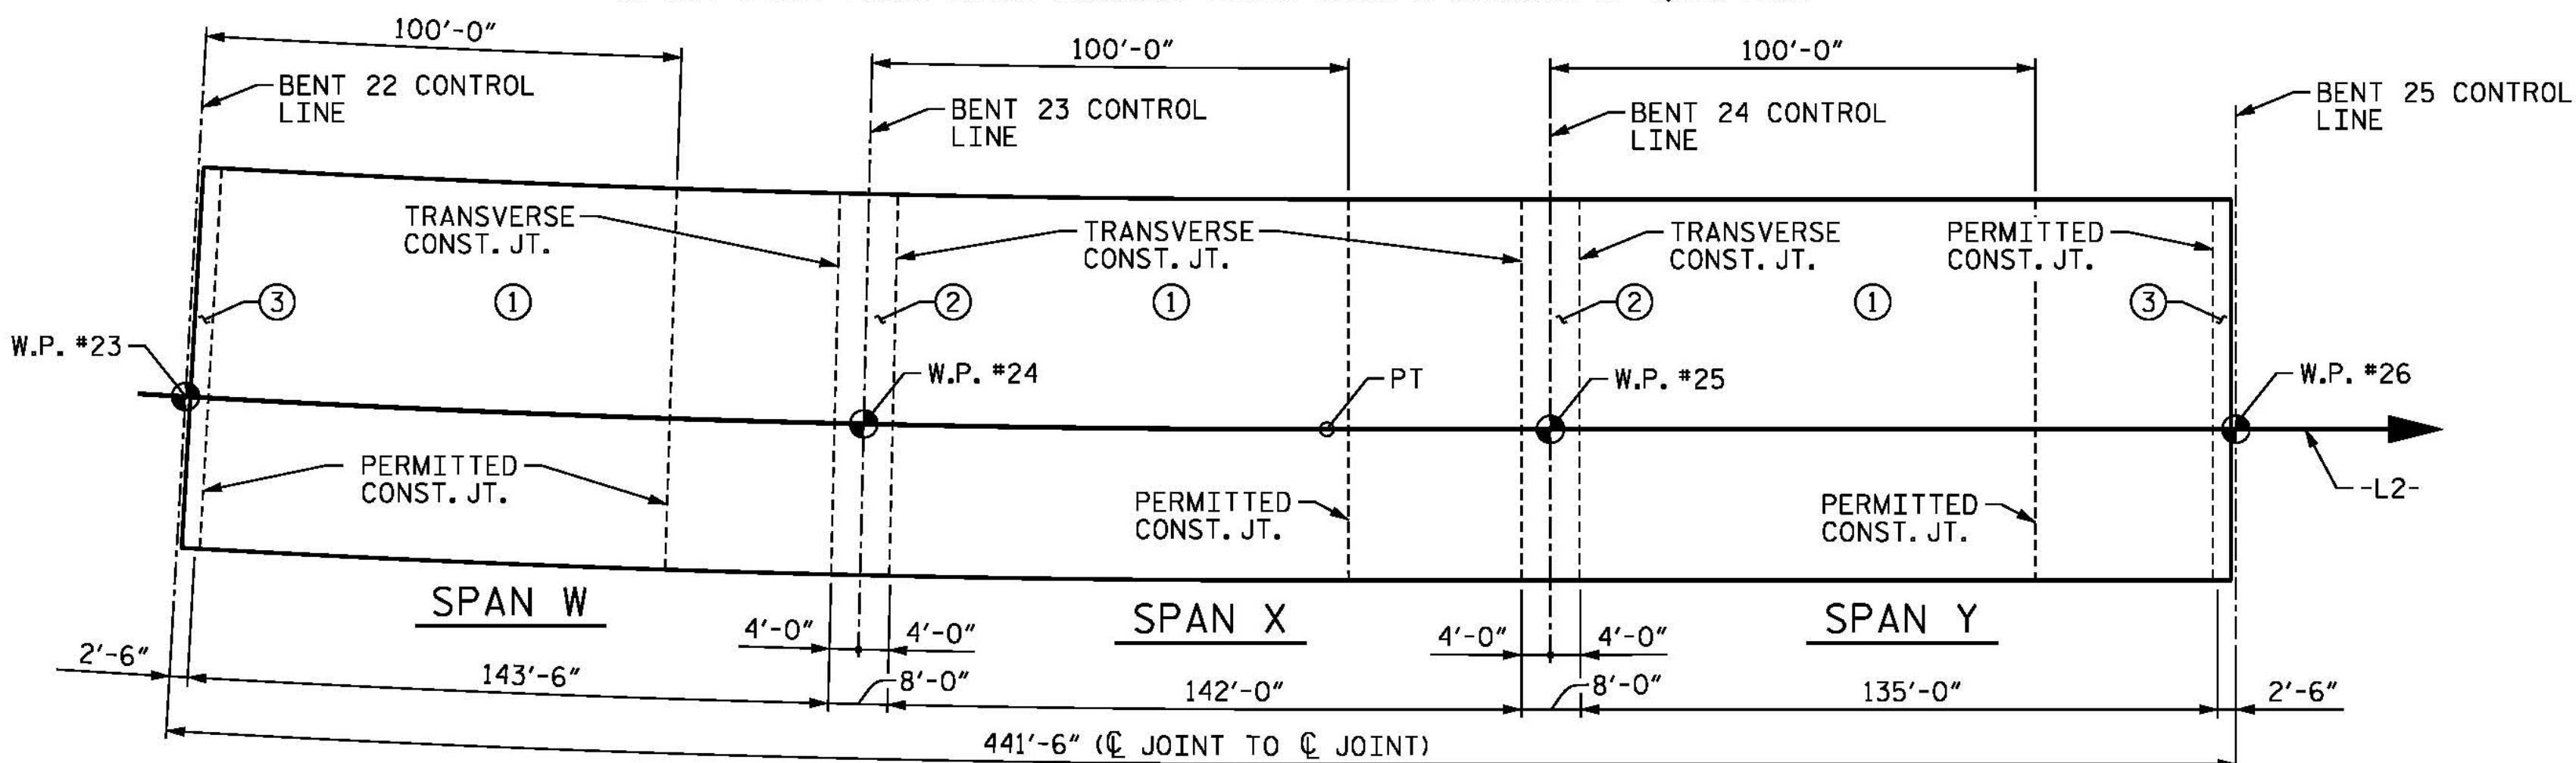 100'-0"
100'-0"
100'-0"
BENT 22 CONTROL
LINE
BENT 23 CONTROL
LINE
BENT 24 CONTROL
LINE
BENT 25 CONTROL
LINE
TRANSVERSE
CONST. JT.
TRANSVERSE
CONST. JT.
TRANSVERSE
CONST. JT.
PERMITTED
CONST. JT.
3
1
2
1
2
1
3
W.P. #23
W.P. #24
PT
W.P. #25
W.P. #26
PERMITTED
CONST. JT.
PERMITTED
CONST. JT.
PERMITTED
CONST. JT.
-L2-
SPAN W
SPAN X
SPAN Y
4'-0"
4'-0"
4'-0"
4'-0"
2'-6"
143'-6"
8'-0"
142'-0"
8'-0"
135'-0"
2'-6"
441'-6" (℄ JOINT TO ℄ JOINT)